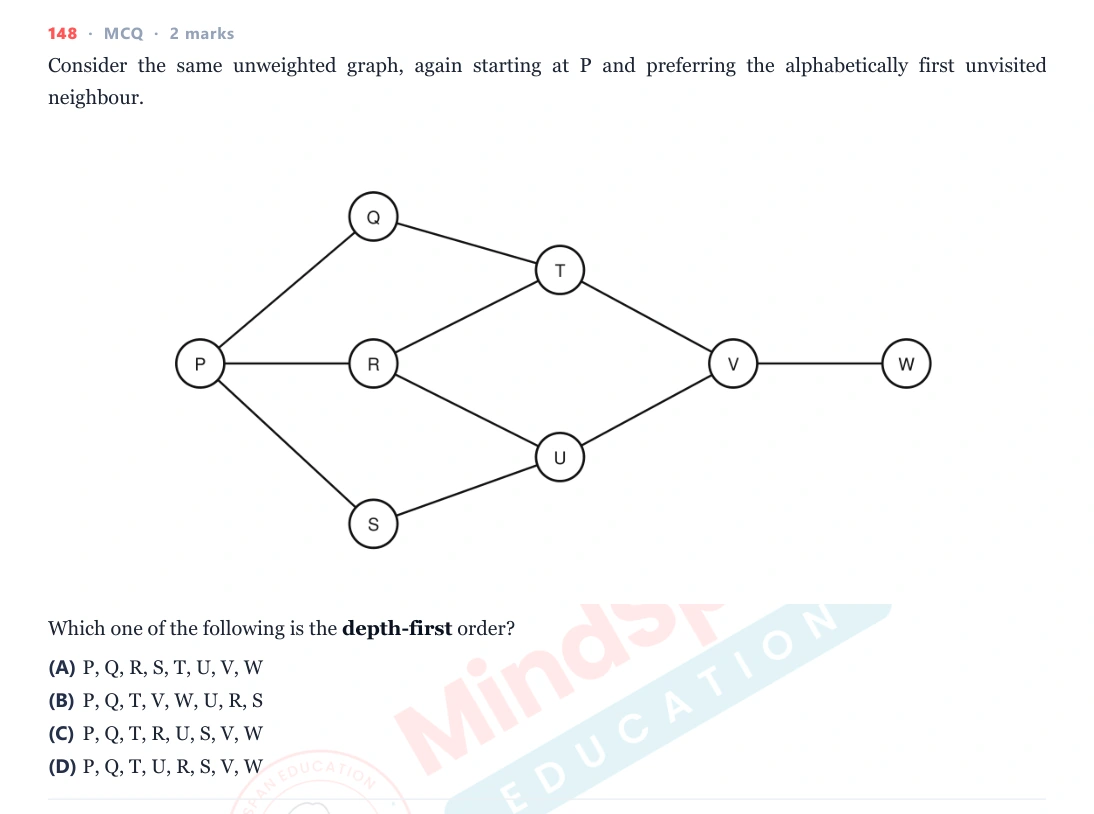 148 · MCQ · 2 marks
Consider the same unweighted graph, again starting at P and preferring the alphabetically first unvisited
neighbour.
Q
T
P
R
V
W
U
S
Which one of the following is the depth-first order?
(A) P, Q, R, S, T, U, V, W
(B) P, Q, T, V, W, U, R, S
(C) P, Q, T, R, U, S, V, W
(D) P, Q, T, U, R, S, V, W
EDUCATION
EDUCATION